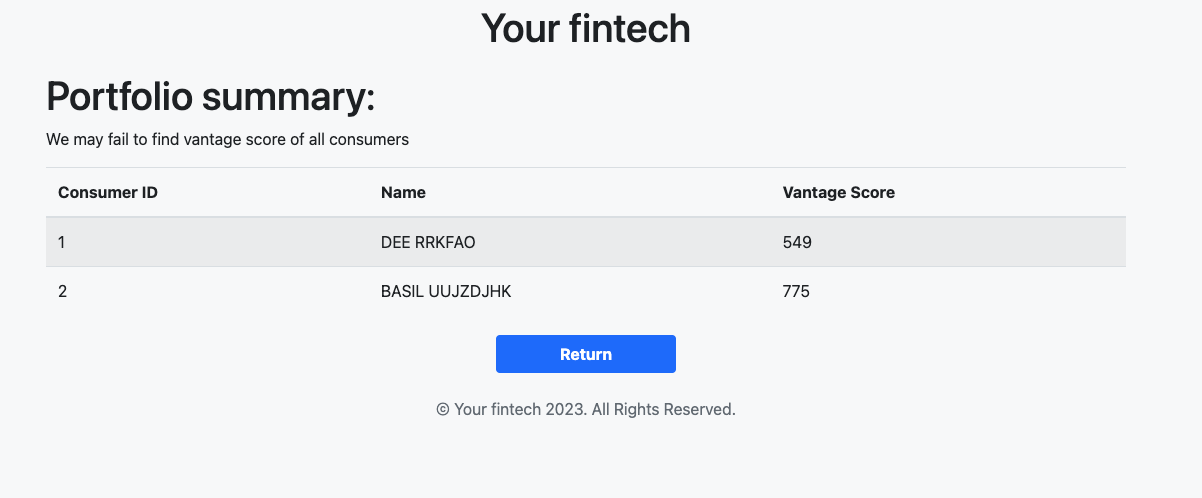 Your fintech
Portfolio summary:
We may fail to find vantage score of all consumers
Consumer ID Name Vantage Score
1 DEE RRKFAO 549
2 BASIL UUJZDJHK 775
Return
© Your fintech 2023. All Rights Reserved.